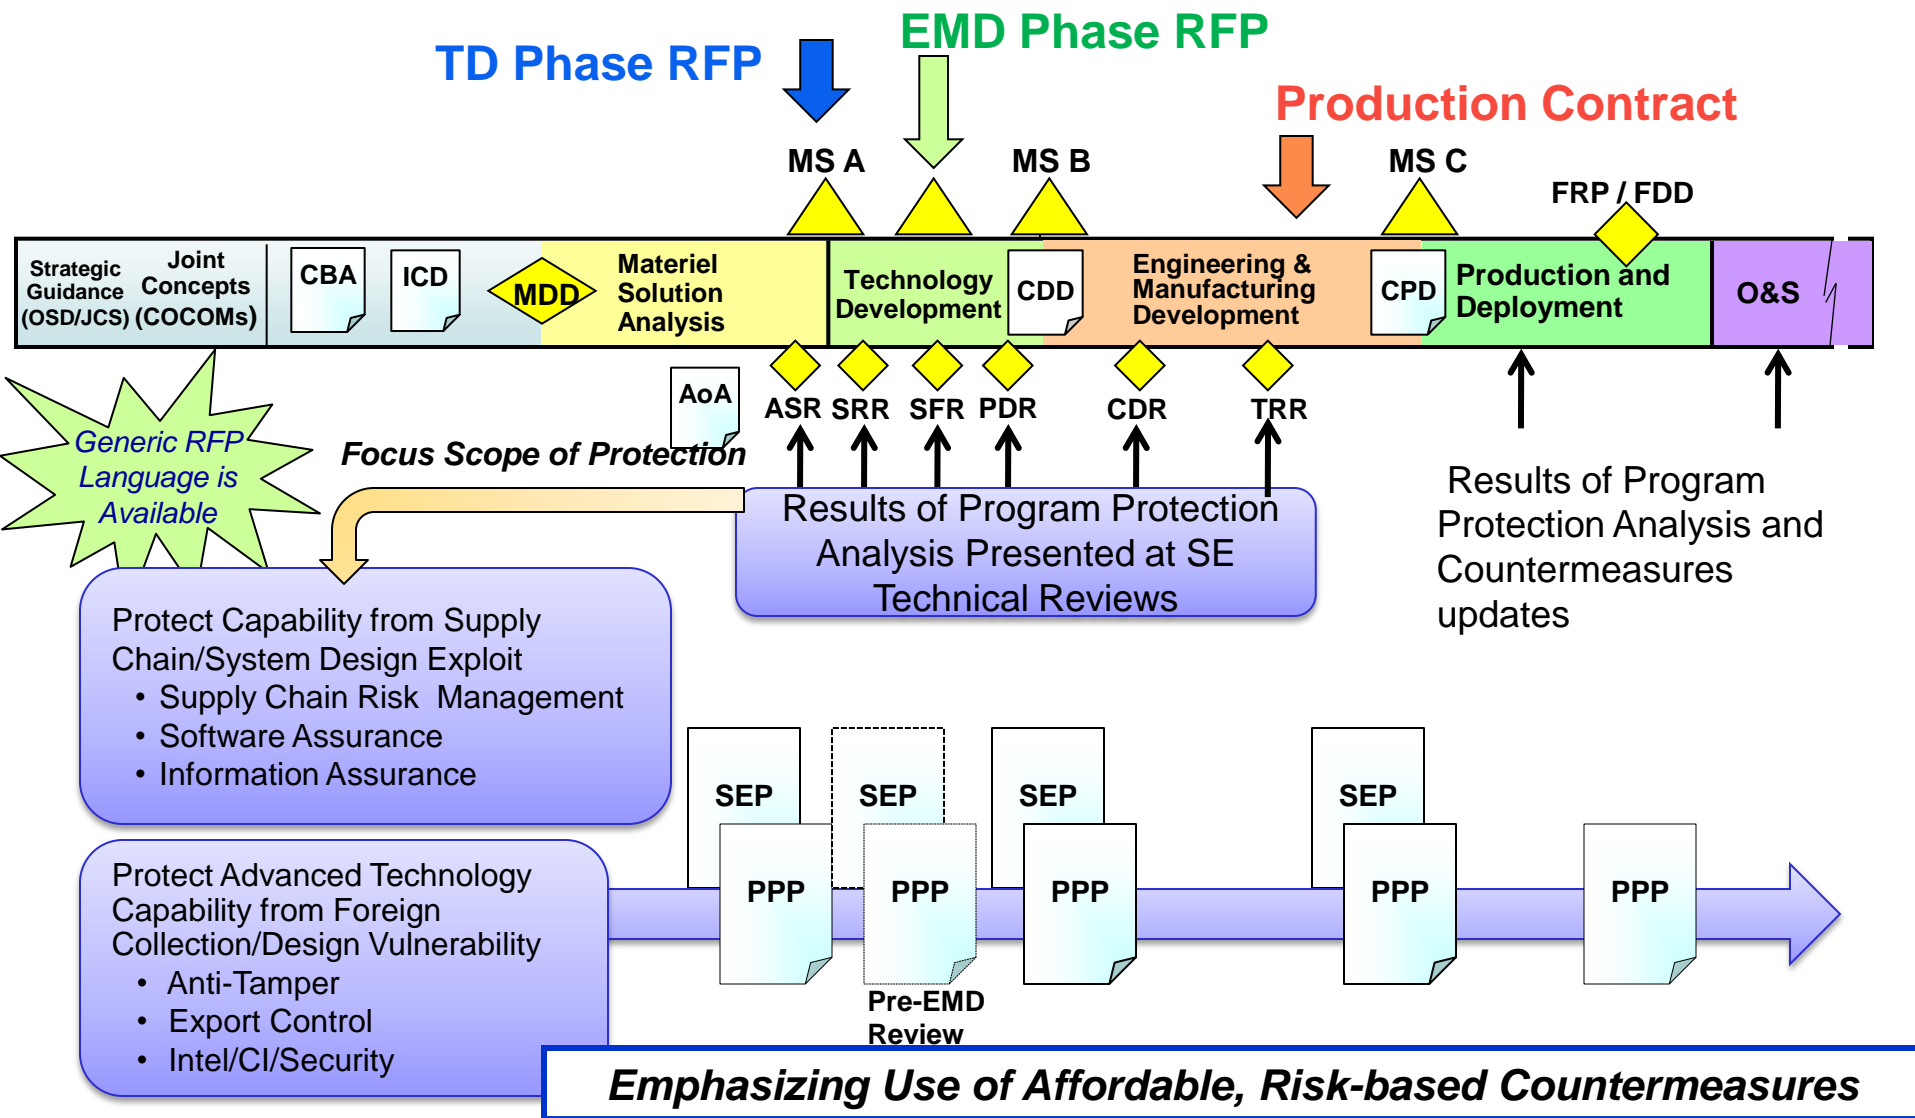 TD Phase RFP
EMD Phase RFP
Production Contract
MS A
MS B
MS C
FRP / FDD
Strategic
Guidance
(OSD/JCS)
Joint
Concepts
(COCOMs)
CBA
ICD
MDD
Materiel
Solution
Analysis
Technology
Development
CDD
Engineering &
Manufacturing
Development
CPD
Production and
Deployment
O&S
AoA
ASR
SRR
SFR
PDR
CDR
TRR
Generic RFP
Language is
Available
Focus Scope of Protection
Results of Program Protection
Analysis Presented at SE
Technical Reviews
Results of Program
Protection Analysis and
Countermeasures
updates
Protect Capability from Supply
Chain/System Design Exploit
• Supply Chain Risk Management
• Software Assurance
• Information Assurance
SEP
SEP
SEP
SEP
PPP
PPP
PPP
PPP
PPP
Pre-EMD
Review
Protect Advanced Technology
Capability from Foreign
Collection/Design Vulnerability
• Anti-Tamper
• Export Control
• Intel/CI/Security
Emphasizing Use of Affordable, Risk-based Countermeasures